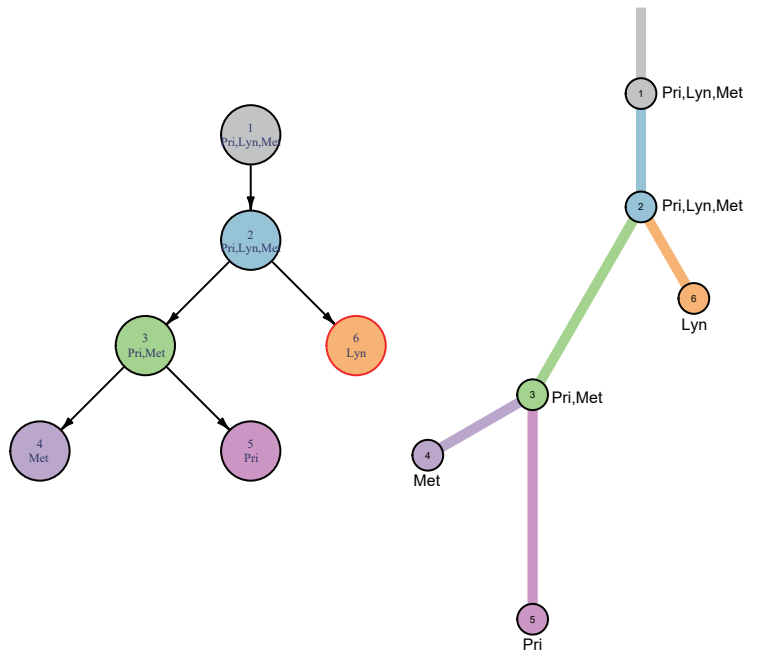 1
Pri,Lyn,Met
2
Pri,Lyn,Met
3
Pri,Met
6
Lyn
4
Met
5
Pri
1
Pri,Lyn,Met
2
Pri,Lyn,Met
6
Lyn
3
Pri,Met
4
Met
5
Pri